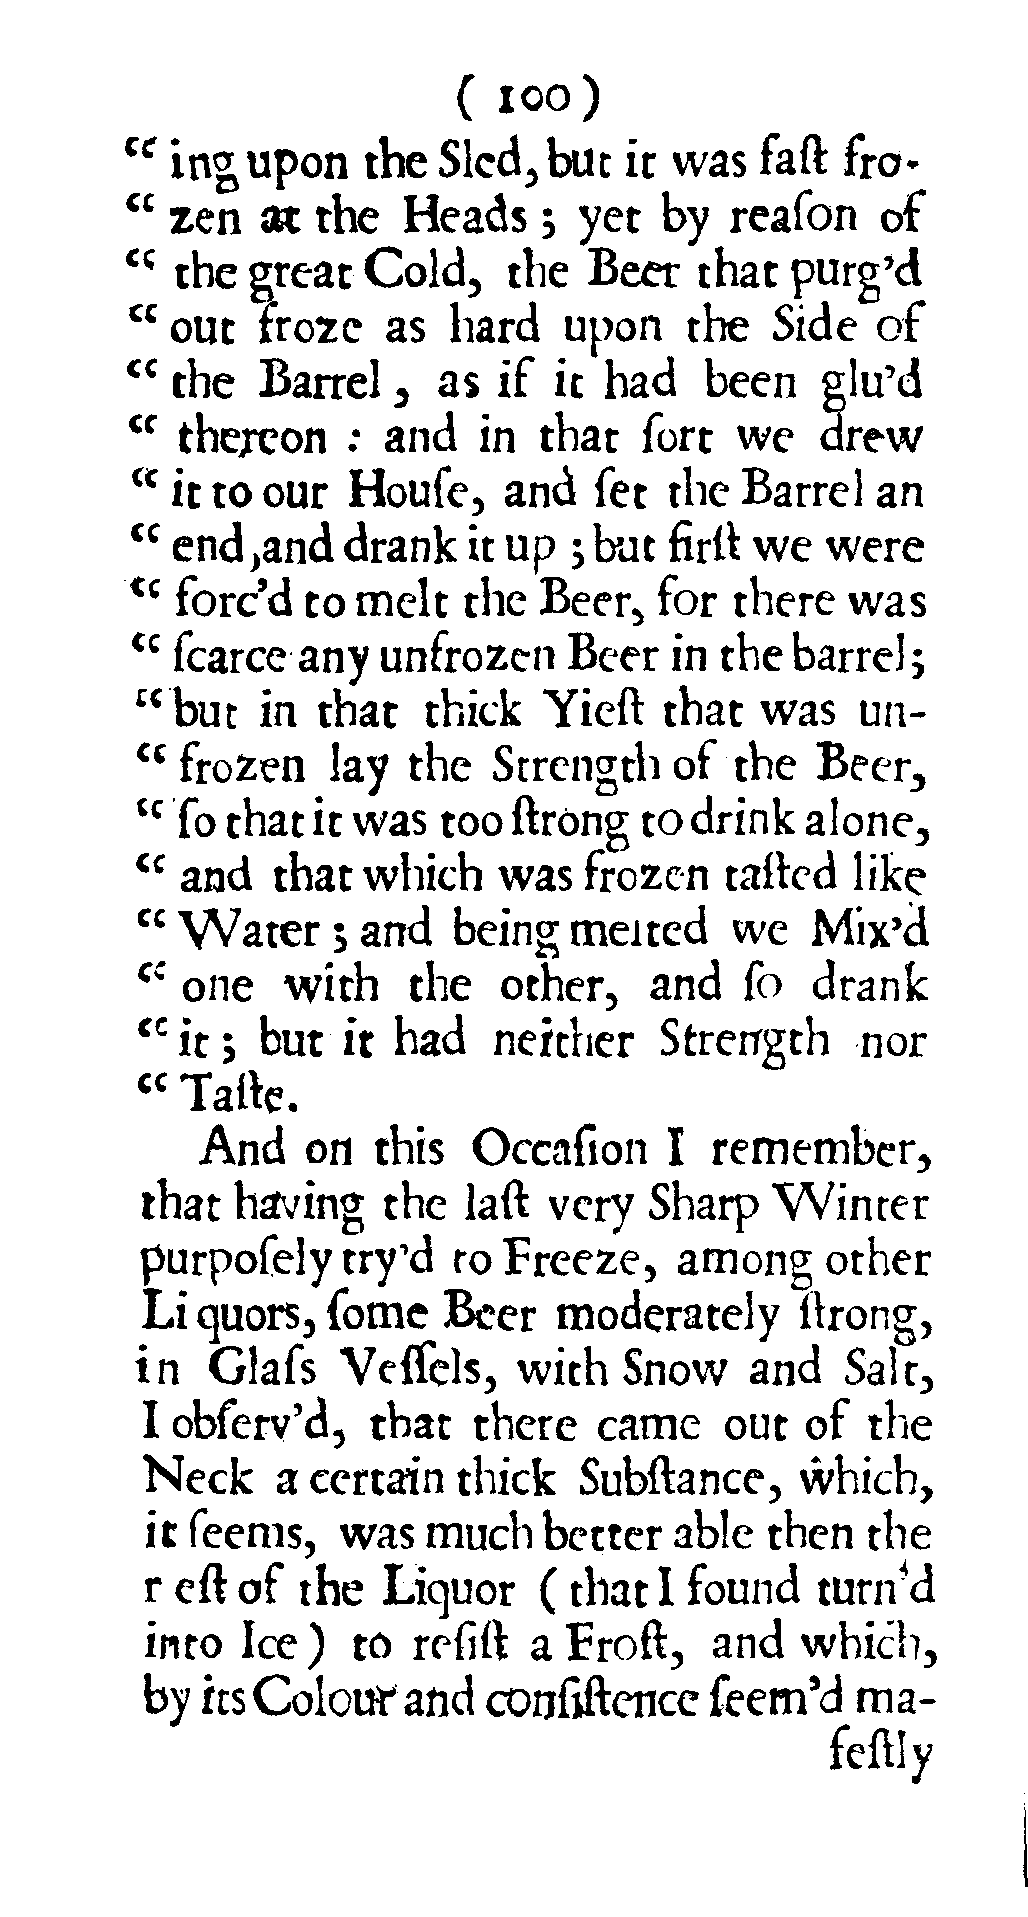 ( 100 )
“ ing upon the Sled, but it was faſt fro-
“ zen at the Heads ; yet by reaſon of
“ the great Cold, the Beer that purg’d
“ out froze as hard upon the Side of
“ the Barrel , as if it had been glu’d
“ thereon : and in that ſort we drew
“ it to our Houſe, and ſet the Barrel an
“ end,and drank it up ; but firſt we were
“ forc’d to melt the Beer, for there was
“ ſcarce any unfrozen Beer in the barrel;
“ but in that thick Yieſt that was un-
“ frozen lay the Strength of the Beer,
“ ſo that it was too ſtrong to drink alone,
“ and that which was frozen taſted like
“ Water ; and being melted we Mix’d
“ one with the other, and ſo drank
“ it ; but it had neither Strength nor
“ Taſte.
And on this Occaſion I remember,
that having the laſt very Sharp Winter
purpoſely try’d to Freeze, among other
Liquors, ſome Beer moderately ſtrong,
in Glaſs Veſſels, with Snow and Salt,
I obſerv’d, that there came out of the
Neck a certain thick Subſtance, which,
it ſeems, was much better able then the
r eſt of the Liquor ( that I found turn’d
into Ice ) to reſiſt a Froſt, and which,
by its Colour and conſiſtence ſeem’d ma-
feſtly